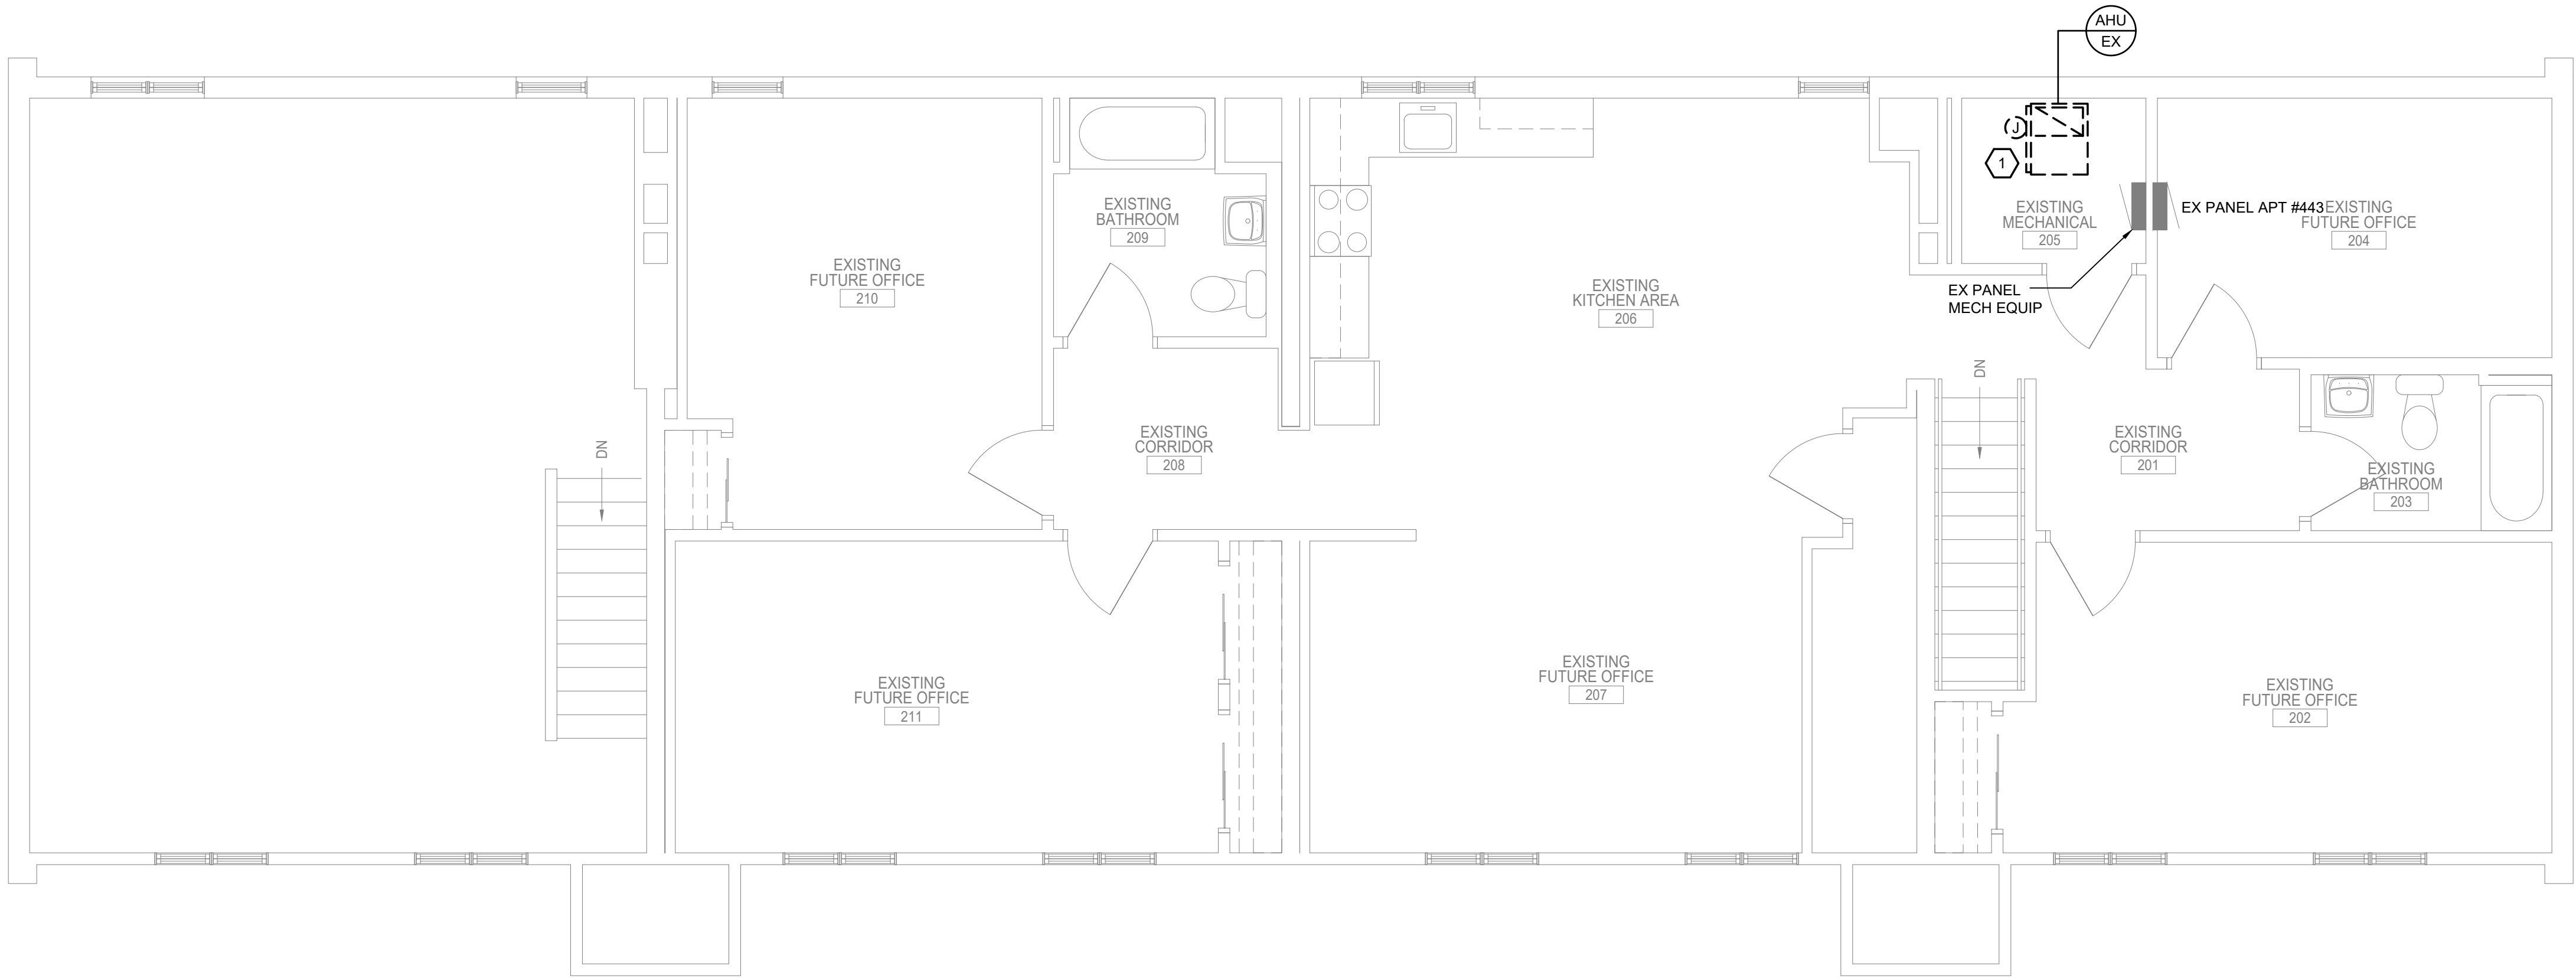 AHU
EX
J
1
EXISTING
BATHROOM
209
EXISTING
MECHANICAL
205
EX PANEL APT #443
EXISTING
FUTURE OFFICE
204
EXISTING
FUTURE OFFICE
210
EXISTING
KITCHEN AREA
206
EX PANEL
MECH EQUIP
DN
DN
EXISTING
CORRIDOR
208
EXISTING
CORRIDOR
201
EXISTING
BATHROOM
203
EXISTING
FUTURE OFFICE
211
EXISTING
FUTURE OFFICE
207
EXISTING
FUTURE OFFICE
202